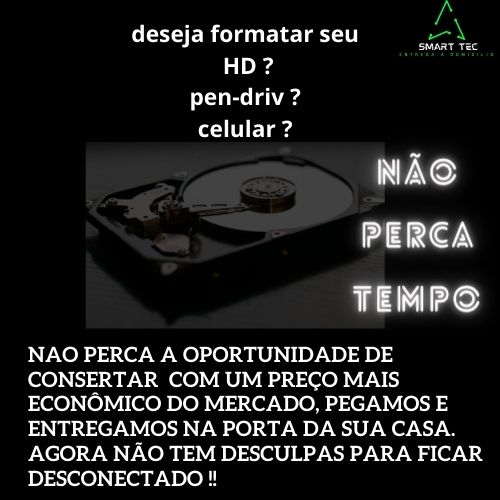 deseja formatar seu
HD ?
pen-driv ?
celular ?
SMART TEC
ENTREGA A DOMICILIO
NÃO
PERCA
TEMPO
NAO PERCA A OPORTUNIDADE DE
CONSERTAR COM UM PREÇO MAIS
ECONÔMICO DO MERCADO, PEGAMOS E
ENTREGAMOS NA PORTA DA SUA CASA.
AGORA NÃO TEM DESCULPAS PARA FICAR
DESCONECTADO !!